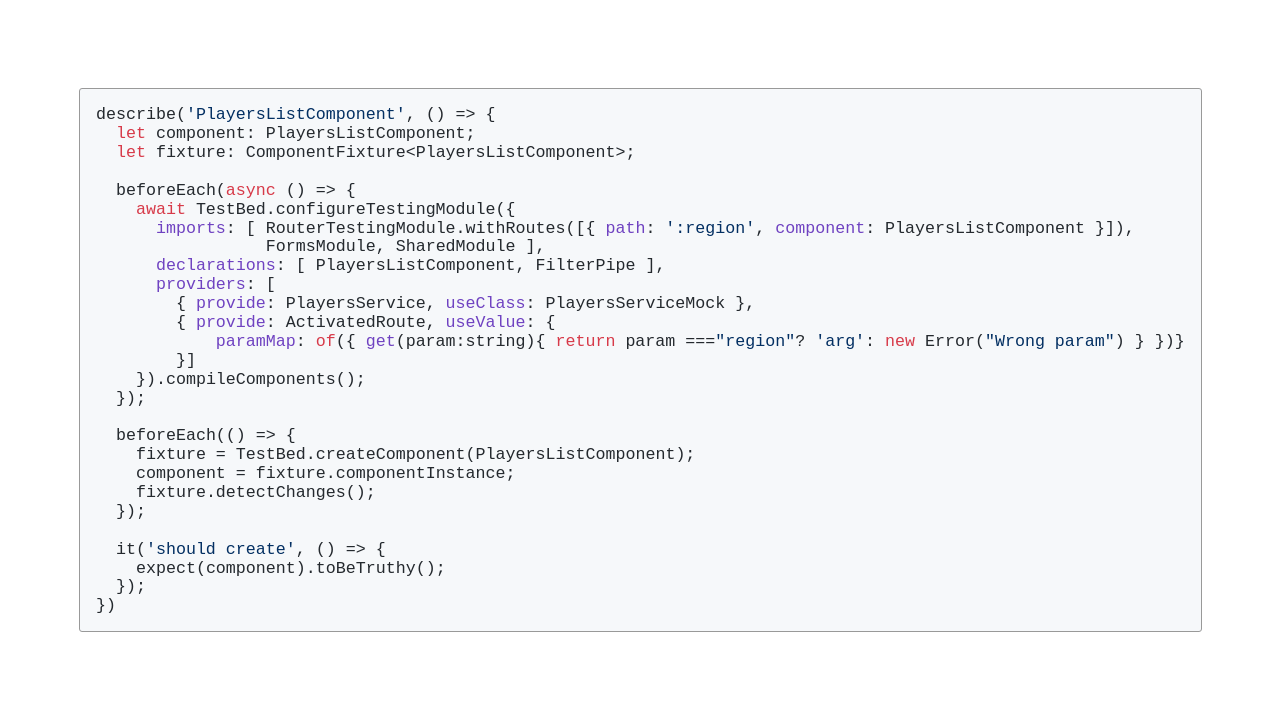 describe('PlayersListComponent', () => {
  let component: PlayersListComponent;
  let fixture: ComponentFixture<PlayersListComponent>;

  beforeEach(async () => {
    await TestBed.configureTestingModule({
      imports: [ RouterTestingModule.withRoutes([{ path: ':region', component: PlayersListComponent }]),
                 FormsModule, SharedModule ],
      declarations: [ PlayersListComponent, FilterPipe ],
      providers: [
        { provide: PlayersService, useClass: PlayersServiceMock },
        { provide: ActivatedRoute, useValue: {
            paramMap: of({ get(param:string){ return param ==="region"? 'arg': new Error("Wrong param") } })}
        }]
    }).compileComponents();
  });

  beforeEach(() => {
    fixture = TestBed.createComponent(PlayersListComponent);
    component = fixture.componentInstance;
    fixture.detectChanges();
  });

  it('should create', () => {
    expect(component).toBeTruthy();
  });
})